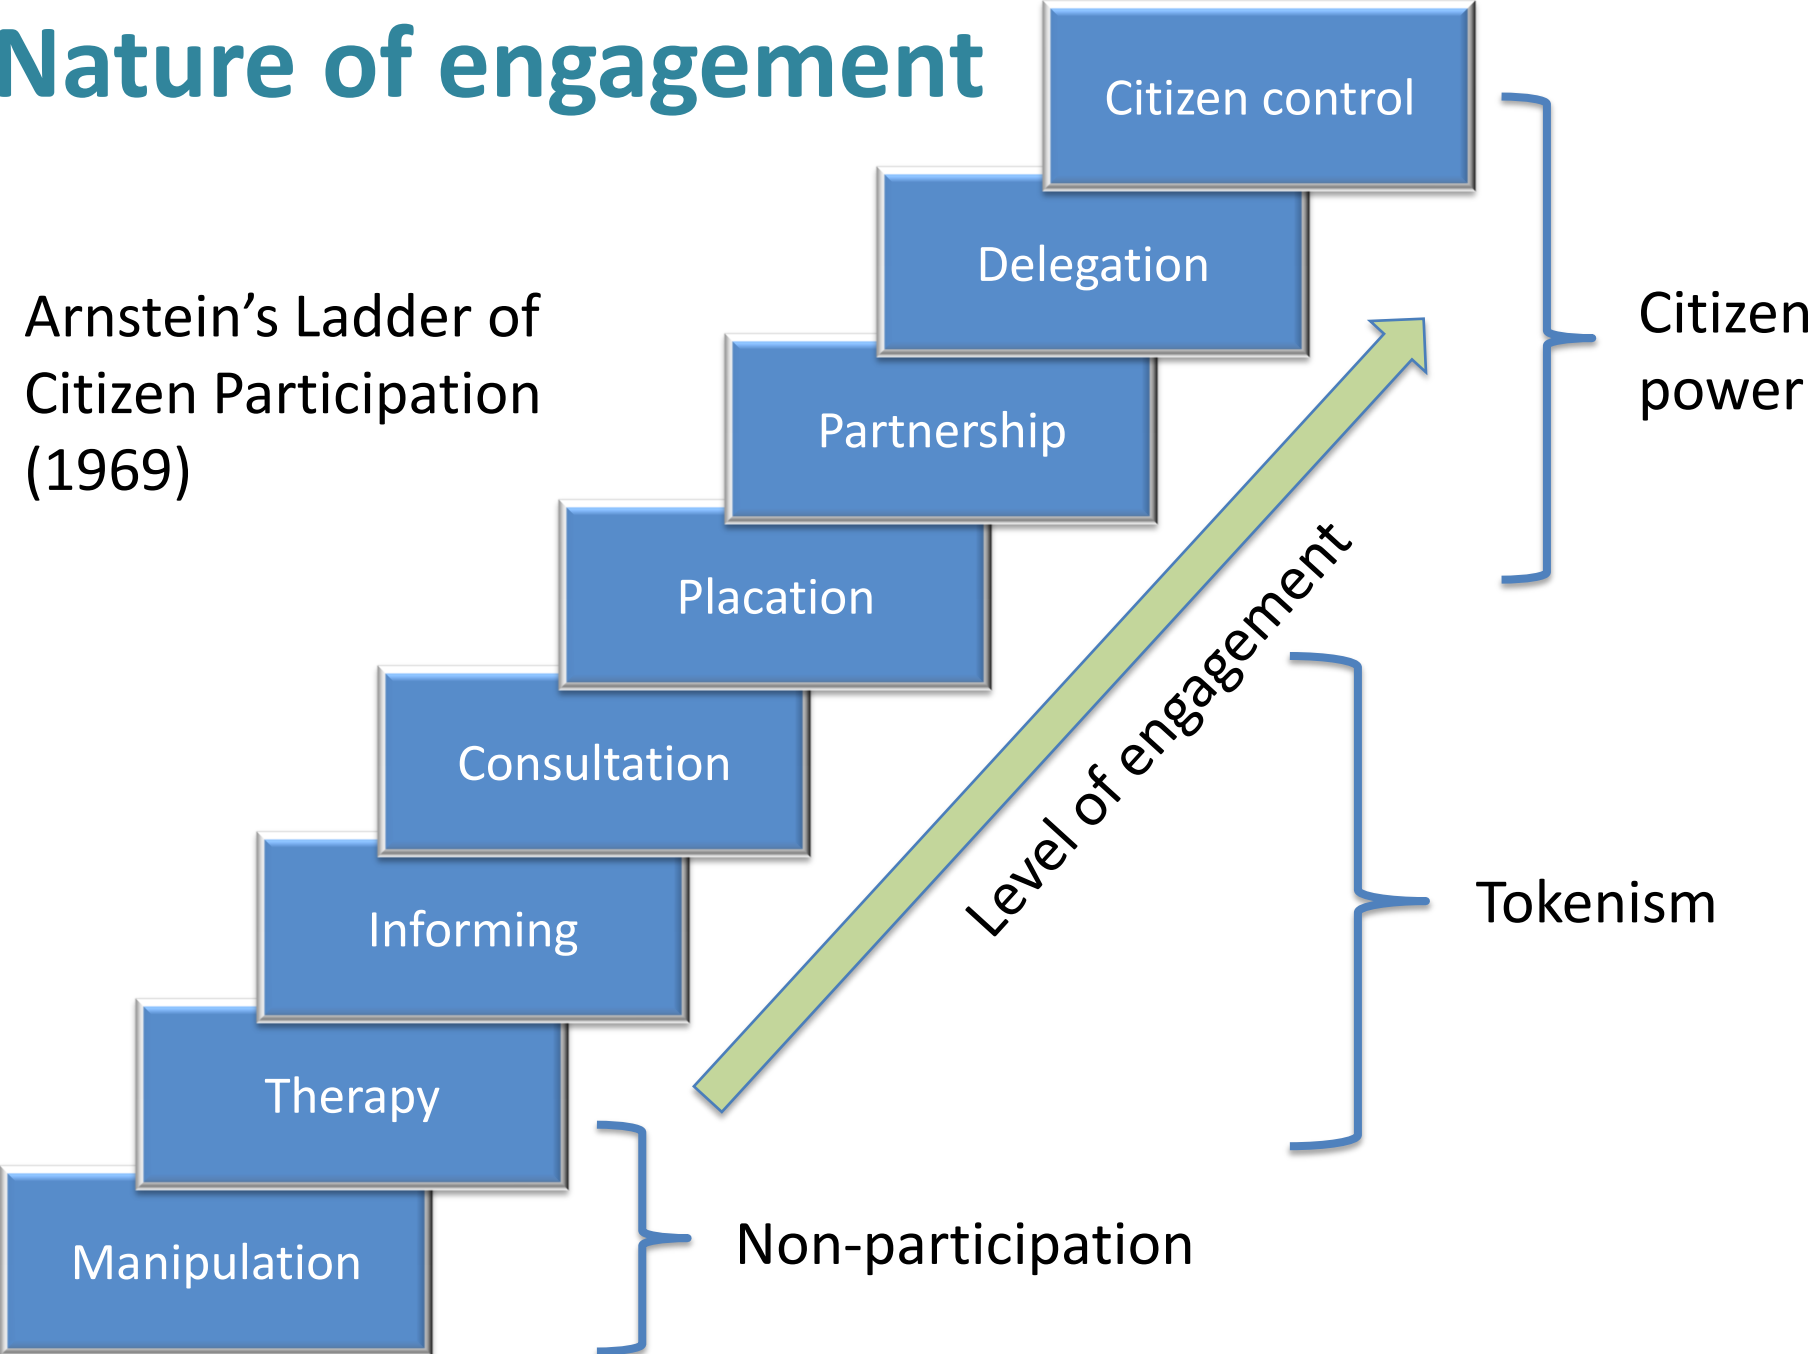 Nature of engagement
Arnstein’s Ladder of
Citizen Participation
(1969)
Citizen control
Delegation
Partnership
Placation
Consultation
Informing
Therapy
Manipulation
Level of engagement
Citizen
power
Tokenism
Non-participation